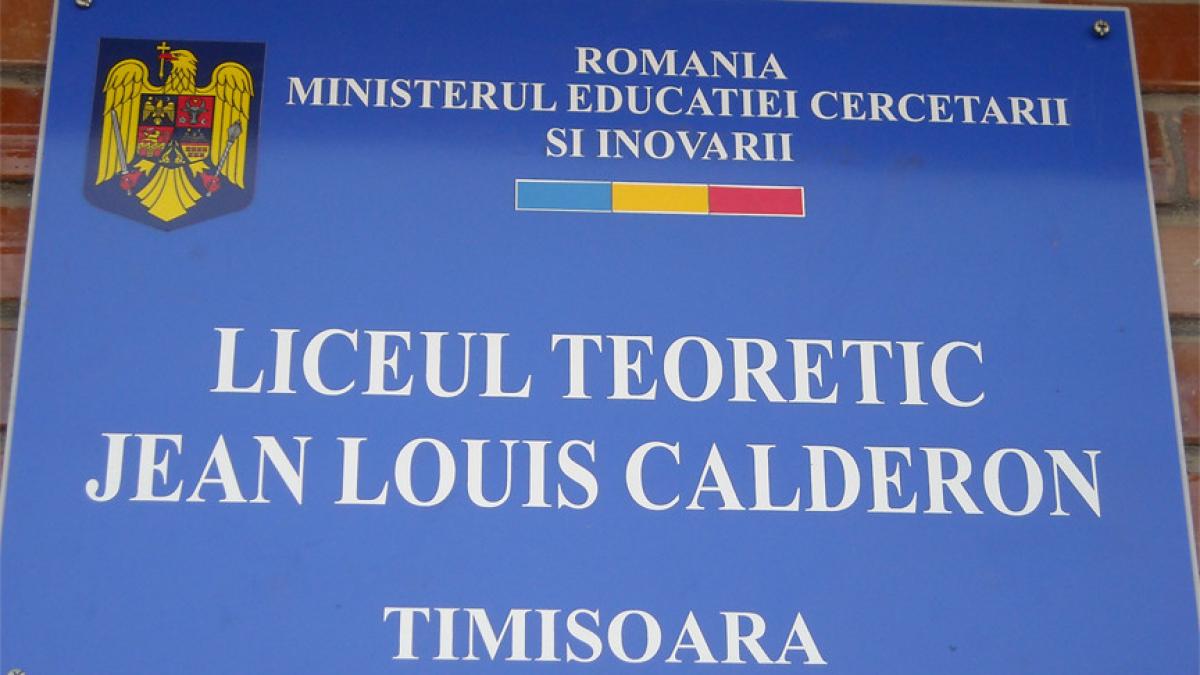 ROMANIA
MINISTERUL EDUCATIEI CERCETARII
SI INOVARII
LICEUL TEORETIC
JEAN LOUIS CALDERON
TIMISOARA